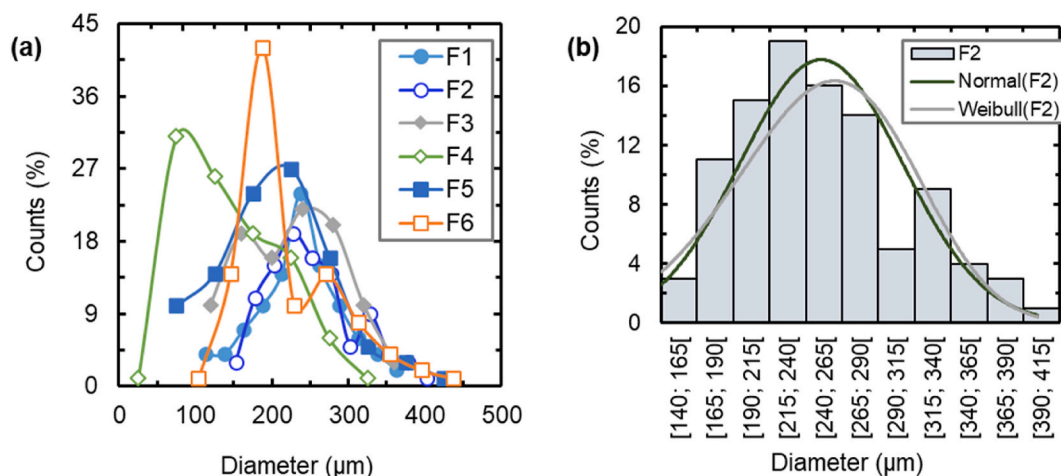 (a)
45
36
27
18
9
0
Counts (%)
0 100 200 300 400 500
Diameter (µm)
F1
F2
F3
F4
F5
F6
(b)
20
16
12
8
4
0
Counts (%)
F2
Normal(F2)
Weibull(F2)
[140; 165[
[165; 190[
[190; 215[
[215; 240[
[240; 265[
[265; 290[
[290; 315[
[315; 340[
[340; 365[
[365; 390[
[390; 415[
Diameter (µm)